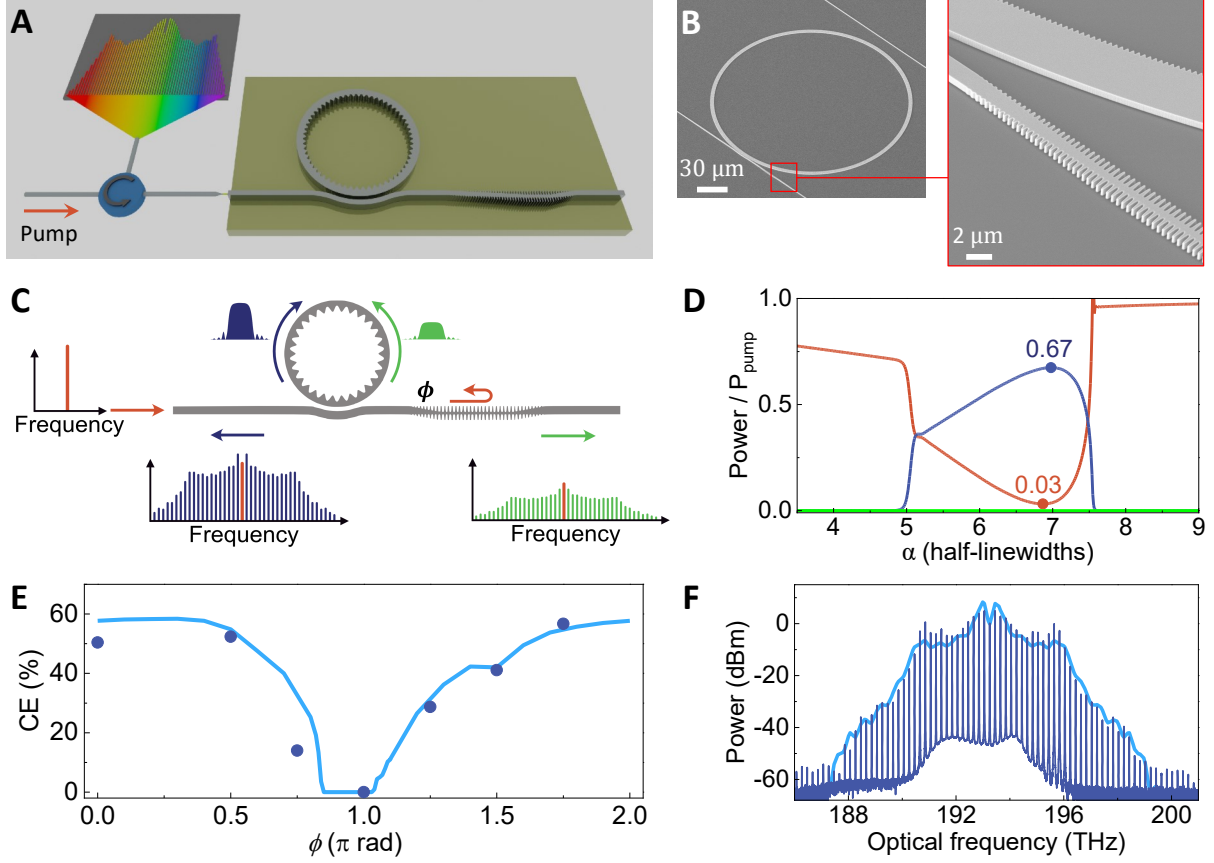 A
Pump
B
30 μm
2 μm
C
Frequency
ϕ
Frequency
Frequency
D
Power / P_pump
1.0
0.5
0.0
0.67
0.03
4 5 6 7 8 9
α (half-linewidths)
E
CE (%)
60
40
20
0
0.0 0.5 1.0 1.5 2.0
ϕ (π rad)
F
Power (dBm)
0
-20
-40
-60
188 192 196 200
Optical frequency (THz)